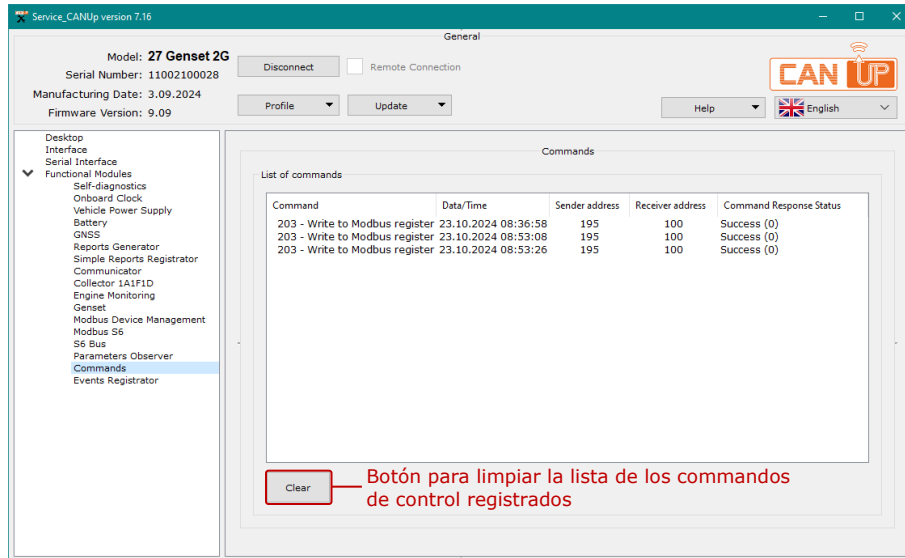 Service_CANUp version 7.16
General
Model: 27 Genset 2G
Serial Number: 11002100028
Manufacturing Date: 3.09.2024
Firmware Version: 9.09
Disconnect
Remote Connection
Profile
Update
CAN UP
Help
English
Desktop
Interface
Serial Interface
Functional Modules
Self-diagnostics
Onboard Clock
Vehicle Power Supply
Battery
GNSS
Reports Generator
Simple Reports Registrator
Communicator
Collector 1A1F1D
Engine Monitoring
Genset
Modbus Device Management
Modbus S6
S6 Bus
Parameters Observer
Commands
Events Registrator
Commands
List of commands
Command Data/Time Sender address Receiver address Command Response Status
203 - Write to Modbus register 23.10.2024 08:36:58 195 100 Success (0)
203 - Write to Modbus register 23.10.2024 08:53:08 195 100 Success (0)
203 - Write to Modbus register 23.10.2024 08:53:26 195 100 Success (0)
Clear
Botón para limpiar la lista de los commandos
de control registrados